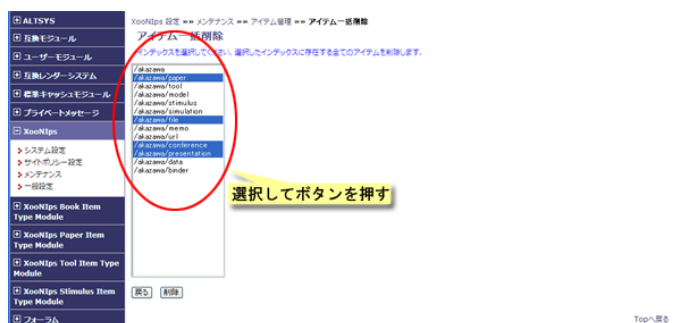 ALTSYS
互換モジュール
ユーザーモジュール
互換レンダーシステム
標準キャッシュモジュール
プライベートメッセージ
XooNIps
システム設定
サイトポリシー設定
メンテナンス
一般設定
XooNIps Book Item
Type Module
XooNIps Paper Item
Type Module
XooNIps Tool Item Type
Module
XooNIps Stimulus Item
Type Module
フォーラム
XooNIps 設定 »» メンテナンス »» アイテム管理 »» アイテム一括削除
アイテム一括削除
インデックスを選択してください。選択したインデックスに存在する全てのアイテムを削除します。
/akazawa
/akazawa/paper
/akazawa/tool
/akazawa/model
/akazawa/stimulus
/akazawa/simulation
/akazawa/file
/akazawa/memo
/akazawa/url
/akazawa/conference
/akazawa/presentation
/akazawa/data
/akazawa/binder
選択してボタンを押す
戻る 削除
Topへ戻る